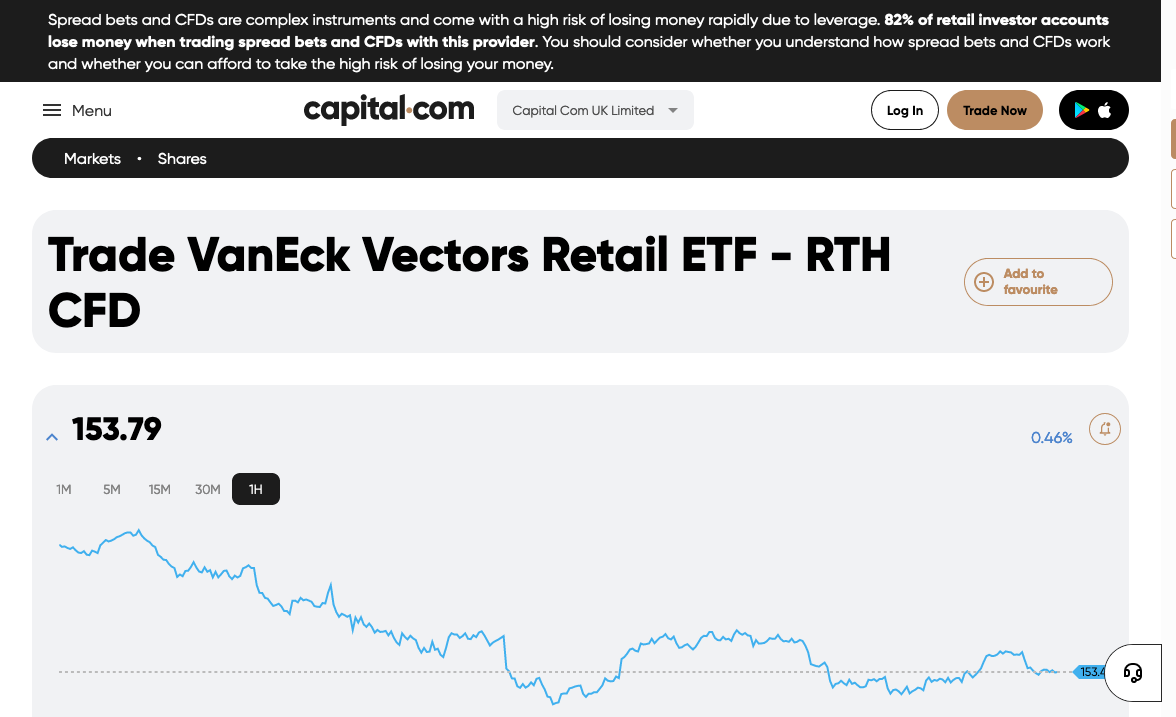 Spread bets and CFDs are complex instruments and come with a high risk of losing money rapidly due to leverage. 82% of retail investor accounts
lose money when trading spread bets and CFDs with this provider. You should consider whether you understand how spread bets and CFDs work
and whether you can afford to take the high risk of losing your money.
Menu
capital.com
Capital Com UK Limited
Log In
Trade Now
Markets • Shares
Trade VanEck Vectors Retail ETF - RTH
CFD
Add to
favourite
153.79
0.46%
1M 5M 15M 30M 1H